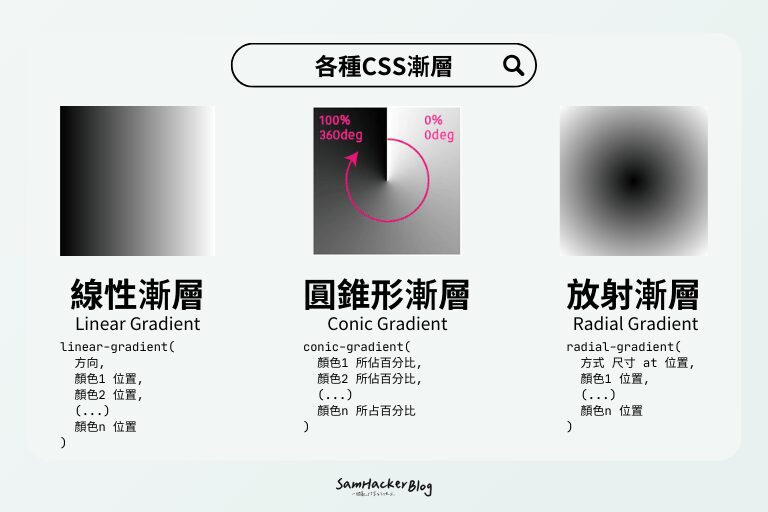 各種CSS漸層
100%
360deg
0%
0deg
線性漸層
Linear Gradient
linear-gradient(
方向,
顏色1 位置,
顏色2 位置,
(...)
顏色n 位置
)
圓錐形漸層
Conic Gradient
conic-gradient(
顏色1 所佔百分比,
顏色2 所佔百分比,
(...)
顏色n 所占百分比
)
放射漸層
Radial Gradient
radial-gradient(
方式 尺寸 at 位置,
顏色1 位置,
(...)
顏色n 位置
)
SamHackerBlog